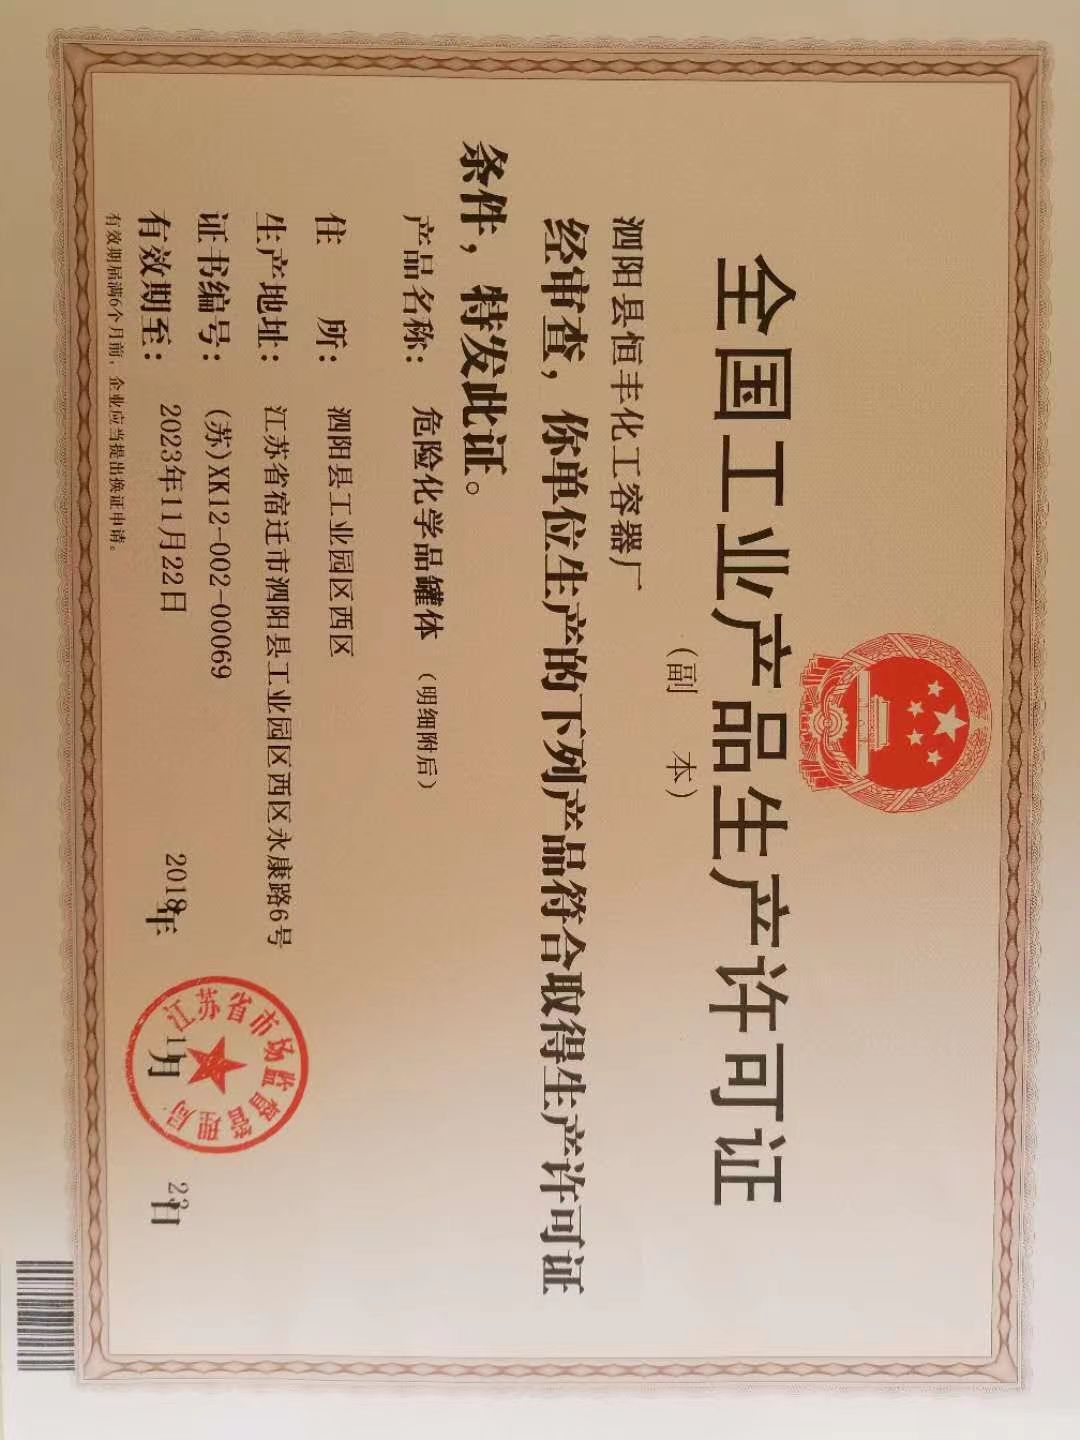 全国工业产品生产许可证
（副 本）
泗阳县恒丰化工容器厂
经审查，你单位生产的下列产品符合取得生产许可证
条件，特发此证。
产品名称： 危险化学品罐体 （明细附后）
住 所： 泗阳县工业园区西区
生产地址： 江苏省宿迁市泗阳县工业园区西区永康路6号
证书编号： (苏)XK12-002-00069
有效期至： 2023年11月22日
2018年 11月 23日
江苏省市场监督管理局
有效期届满6个月前，企业应当提出换证申请。